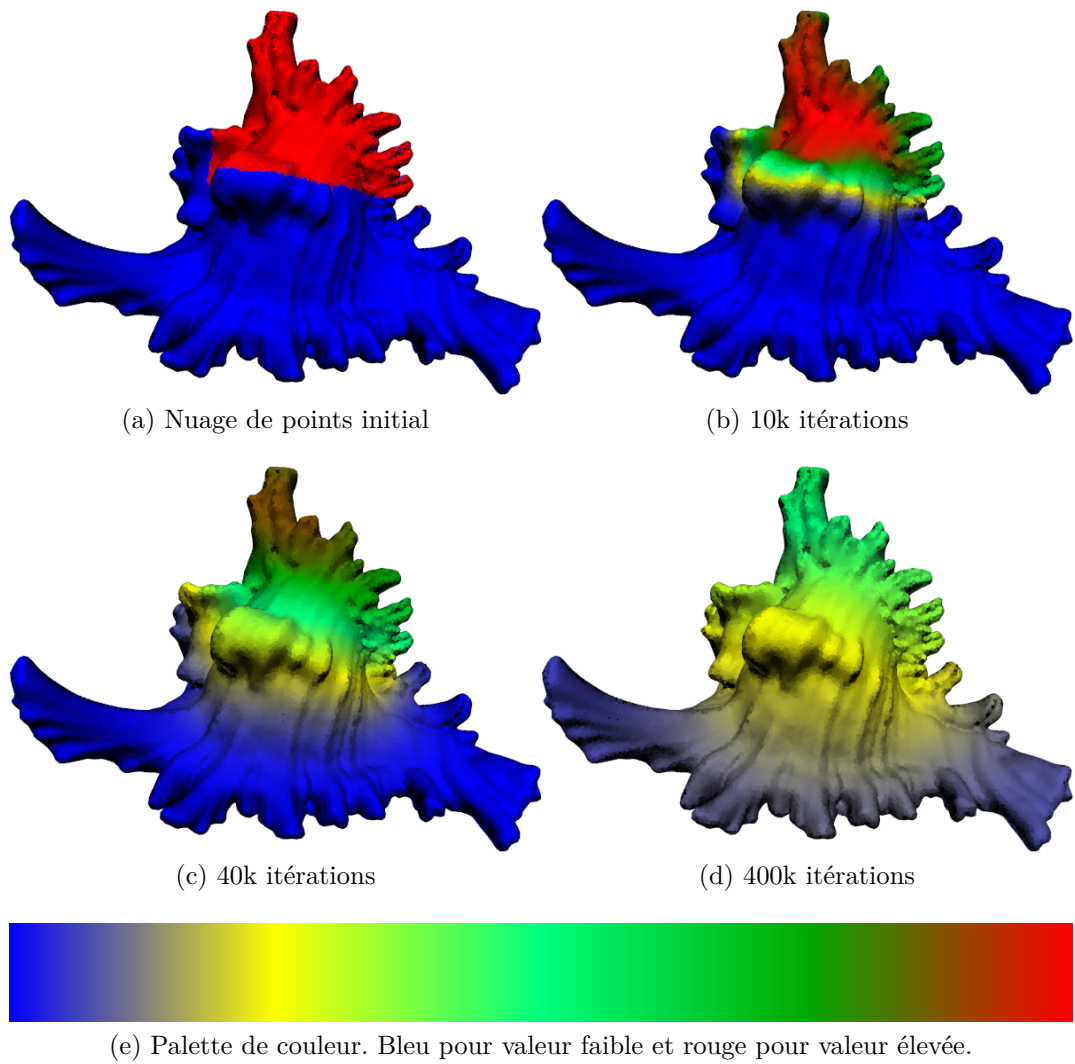 (a) Nuage de points initial
(b) 10k itérations
(c) 40k itérations
(d) 400k itérations
(e) Palette de couleur. Bleu pour valeur faible et rouge pour valeur élevée.